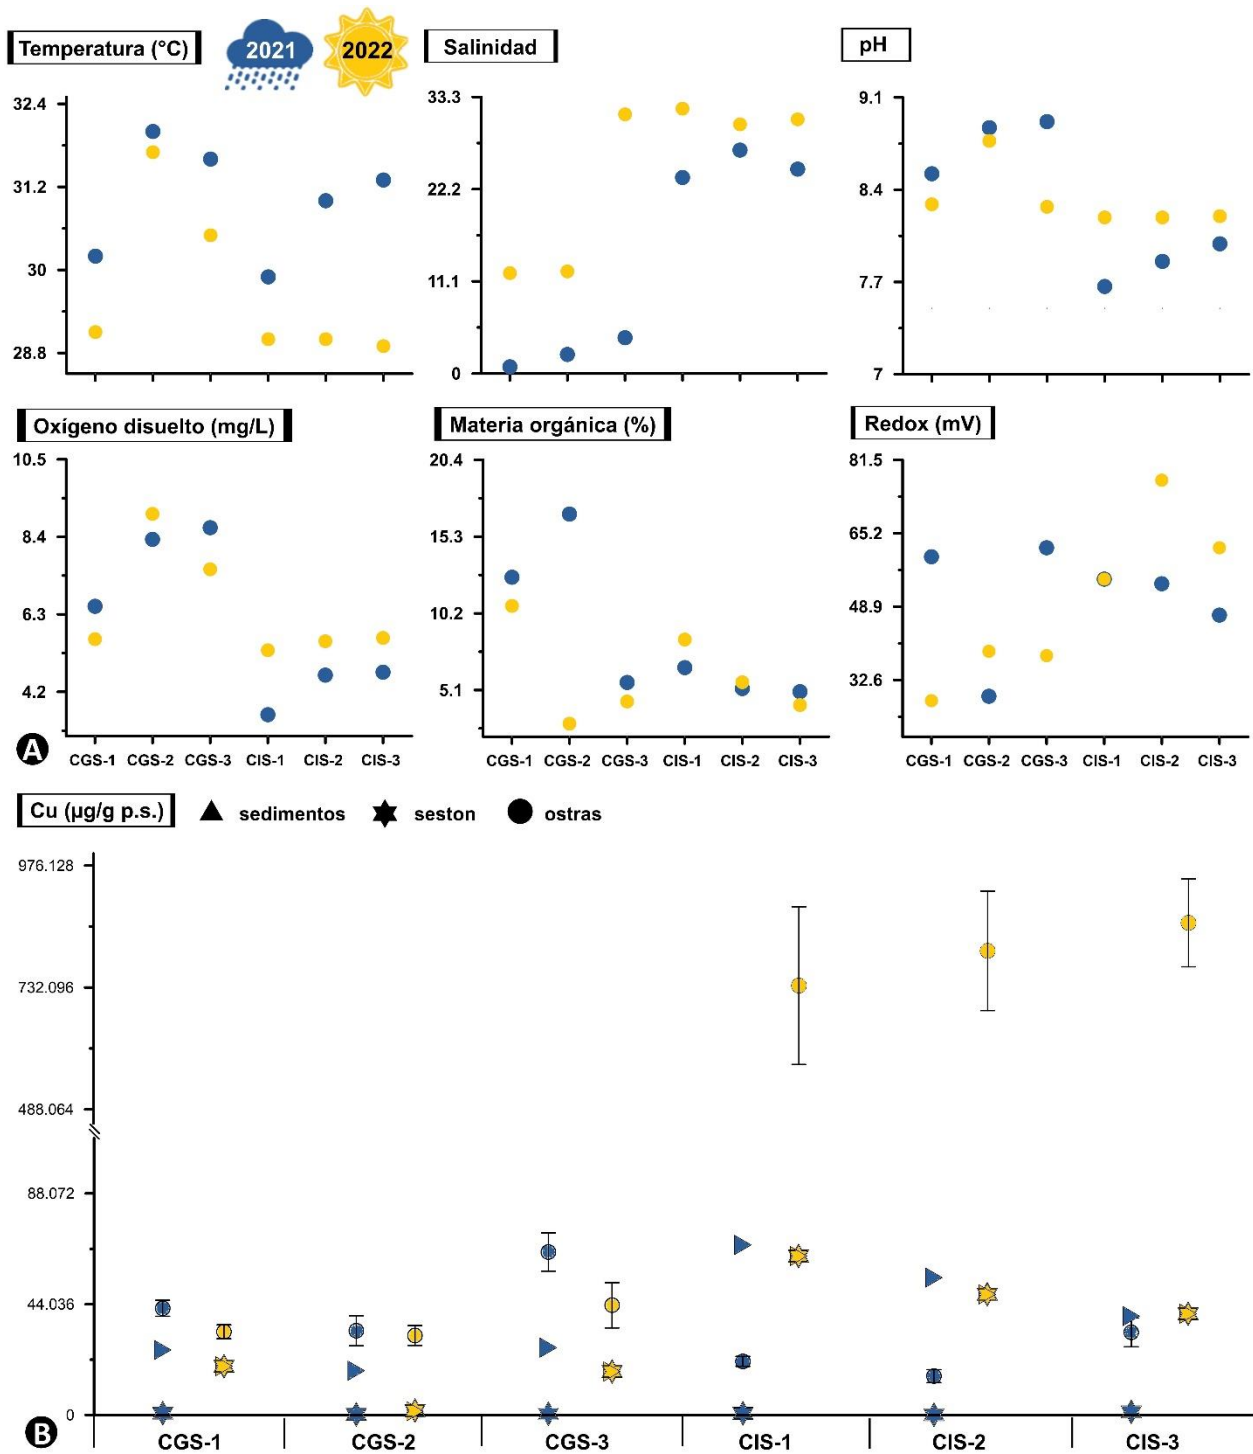 Temperatura (°C)
2021
2022
Salinidad
pH
32.4
31.2
30
28.8
33.3
22.2
11.1
0
9.1
8.4
7.7
7
Oxígeno disuelto (mg/L)
Materia orgánica (%)
Redox (mV)
10.5
8.4
6.3
4.2
20.4
15.3
10.2
5.1
81.5
65.2
48.9
32.6
A
CGS-1 CGS-2 CGS-3 CIS-1 CIS-2 CIS-3
CGS-1 CGS-2 CGS-3 CIS-1 CIS-2 CIS-3
CGS-1 CGS-2 CGS-3 CIS-1 CIS-2 CIS-3
Cu (µg/g p.s.)
sedimentos
seston
ostras
976.128
732.096
488.064
88.072
44.036
0
B
CGS-1 CGS-2 CGS-3 CIS-1 CIS-2 CIS-3